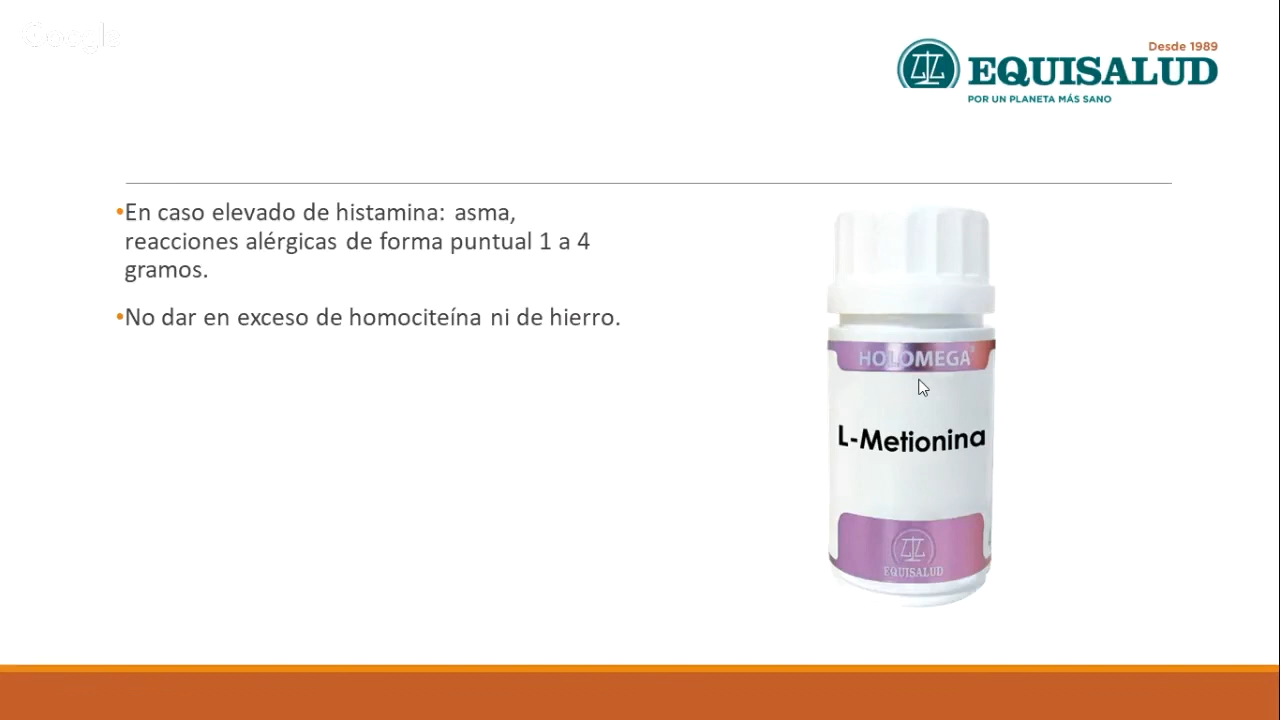 Google
Desde 1989
EQUISALUD
POR UN PLANETA MÁS SANO
•En caso elevado de histamina: asma,
reacciones alérgicas de forma puntual 1 a 4
gramos.
•No dar en exceso de homociteína ni de hierro.
HOLOMEGA®
L-Metionina
EQUISALUD